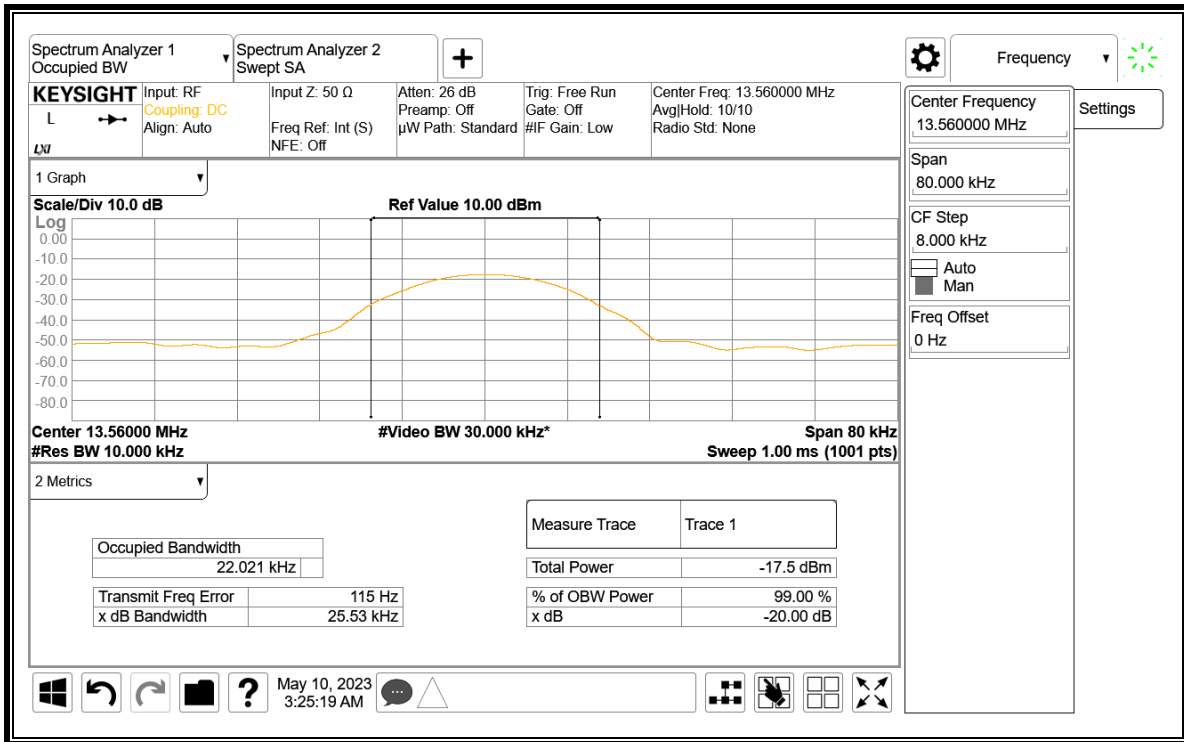 Spectrum Analyzer 1
Occupied BW
Spectrum Analyzer 2
Swept SA
Frequency
KEYSIGHT
L
LXI
Input: RF
Coupling: DC
Align: Auto
Input Z: 50 Ω
Freq Ref: Int (S)
NFE: Off
Atten: 26 dB
Preamp: Off
µW Path: Standard
Trig: Free Run
Gate: Off
#IF Gain: Low
Center Freq: 13.560000 MHz
Avg|Hold: 10/10
Radio Std: None
Center Frequency
13.560000 MHz
Settings
Span
80.000 kHz
CF Step
8.000 kHz
Auto
Man
Freq Offset
0 Hz
1 Graph
Scale/Div 10.0 dB
Ref Value 10.00 dBm
Log
0.00
-10.0
-20.0
-30.0
-40.0
-50.0
-60.0
-70.0
-80.0
Center 13.56000 MHz
#Video BW 30.000 kHz*
Span 80 kHz
#Res BW 10.000 kHz
Sweep 1.00 ms (1001 pts)
2 Metrics
Measure Trace Trace 1
Occupied Bandwidth
22.021 kHz
Total Power -17.5 dBm
Transmit Freq Error 115 Hz
% of OBW Power 99.00 %
x dB Bandwidth 25.53 kHz
x dB -20.00 dB
?
May 10, 2023
3:25:19 AM